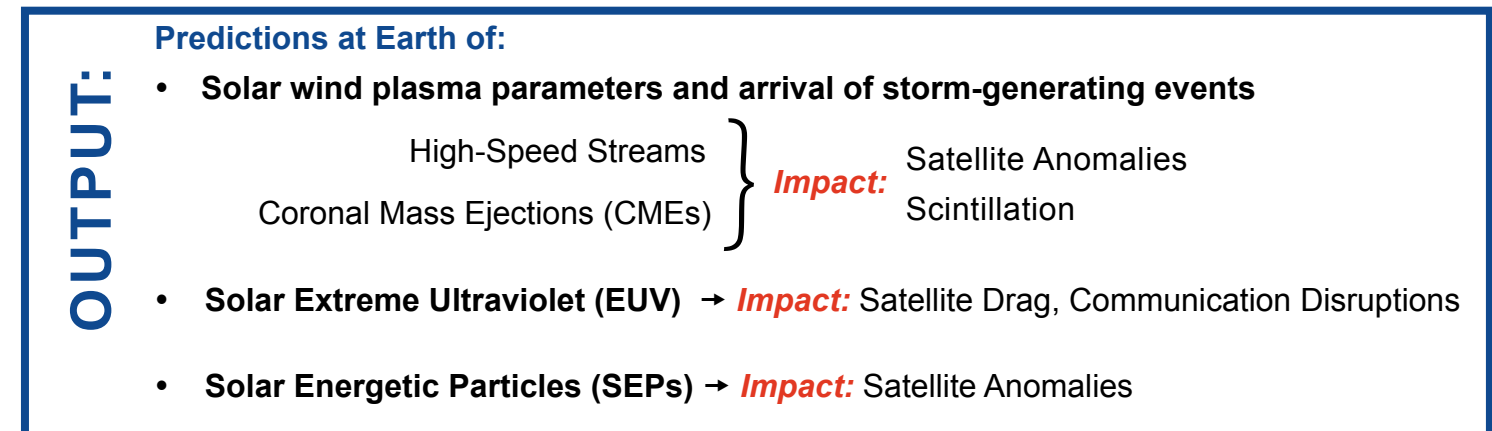 OUTPUT:
Predictions at Earth of:
• Solar wind plasma parameters and arrival of storm-generating events
High-Speed Streams
Coronal Mass Ejections (CMEs)
Impact:
Satellite Anomalies
Scintillation
• Solar Extreme Ultraviolet (EUV) → Impact: Satellite Drag, Communication Disruptions
• Solar Energetic Particles (SEPs) → Impact: Satellite Anomalies